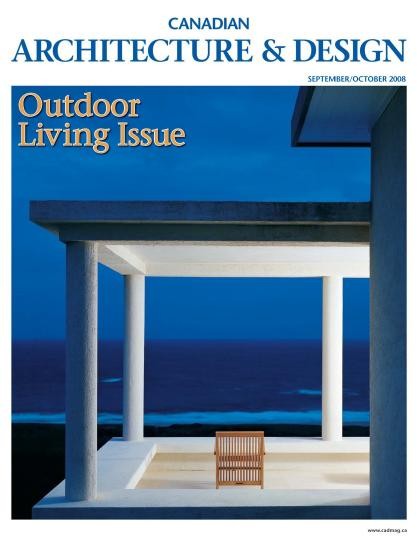 CANADIAN
ARCHITECTURE & DESIGN
SEPTEMBER/OCTOBER 2008
Outdoor
Living Issue
www.cadmag.ca